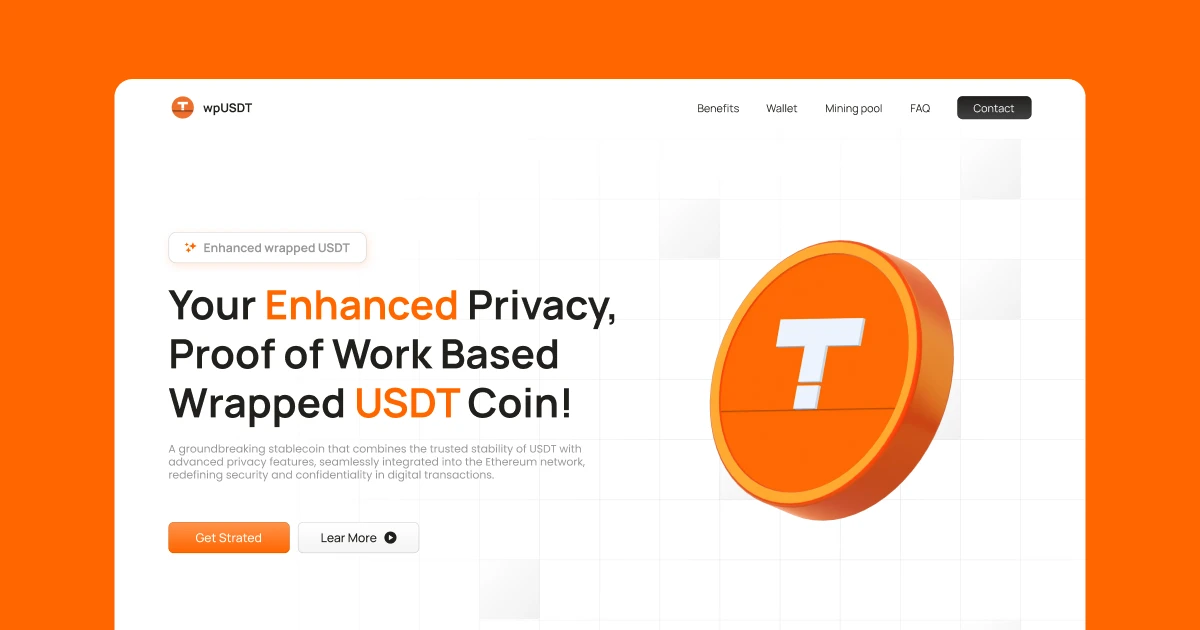 wpUSDT
Benefits Wallet Mining pool FAQ Contact
Enhanced wrapped USDT
Your Enhanced Privacy,
Proof of Work Based
Wrapped USDT Coin!
A groundbreaking stablecoin that combines the trusted stability of USDT with
advanced privacy features, seamlessly integrated into the Ethereum network,
redefining security and confidentiality in digital transactions.
Get Strated
Lear More